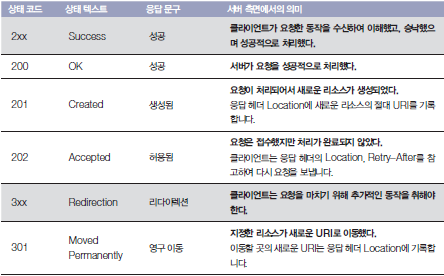 상태 코드 상태 텍스트 응답 문구 서버 측면에서의 의미
2xx Success 성공 클라이언트가 요청한 동작을 수신하여 이해했고, 승낙했으
며 성공적으로 처리했다.
200 OK 성공 서버가 요청을 성공적으로 처리했다.
201 Created 생성됨 요청이 처리되어서 새로운 리소스가 생성되었다.
응답 헤더 Location에 새로운 리소스의 절대 URI를 기록
합니다.
202 Accepted 허용됨 요청은 접수했지만 처리가 완료되지 않았다.
클라이언트는 응답 헤더의 Location, Retry-After를 참
고하여 다시 요청을 보냅니다.
3xx Redirection 리다이렉션 클라이언트는 요청을 마치기 위해 추가적인 동작을 취해야
한다.
301 Moved
Permanently 영구 이동 지정한 리소스가 새로운 URI로 이동했다.
이동할 곳의 새로운 URI는 응답 헤더 Location에 기록합
니다.